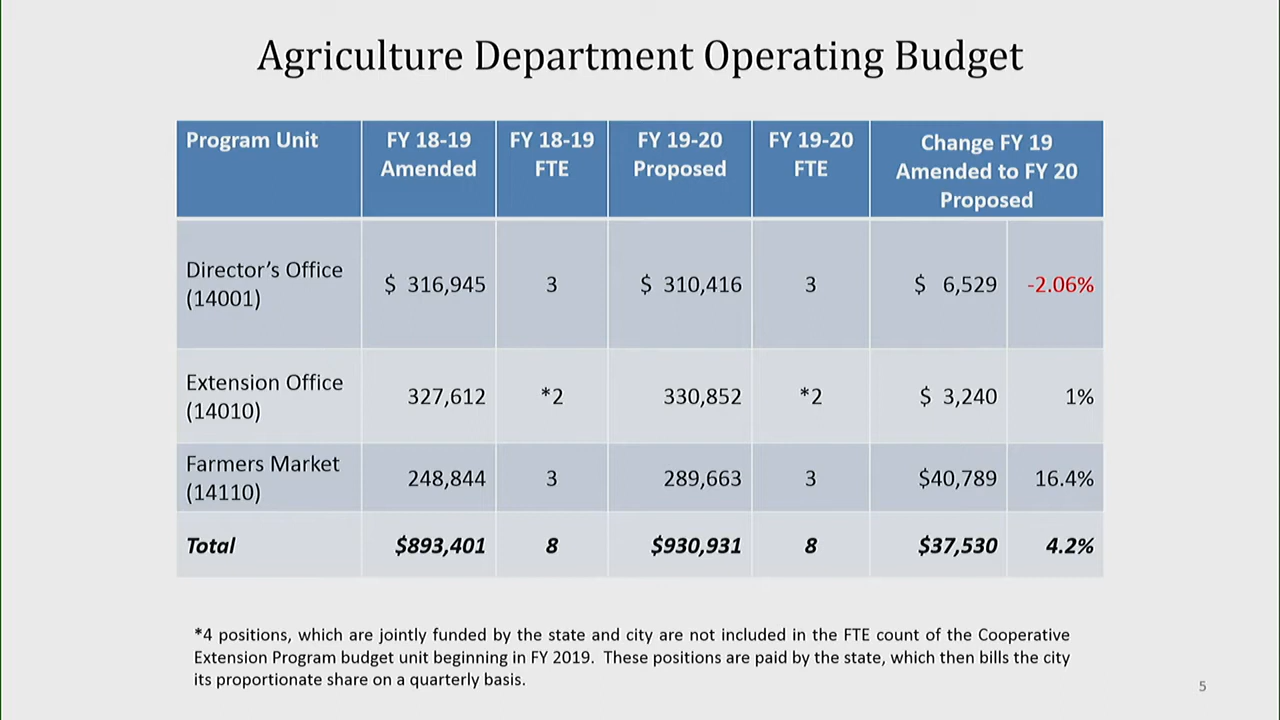 Agriculture Department Operating Budget
Program Unit
FY 18-19
Amended
FY 18-19
FTE
FY 19-20
Proposed
FY 19-20
FTE
Change FY 19
Amended to FY 20
Proposed
Director’s Office
(14001)
$ 316,945
3
$ 310,416
3
$ 6,529
-2.06%
Extension Office
(14010)
327,612
*2
330,852
*2
$ 3,240
1%
Farmers Market
(14110)
248,844
3
289,663
3
$40,789
16.4%
Total
$893,401
8
$930,931
8
$37,530
4.2%
*4 positions, which are jointly funded by the state and city are not included in the FTE count of the Cooperative
Extension Program budget unit beginning in FY 2019. These positions are paid by the state, which then bills the city
its proportionate share on a quarterly basis.
5